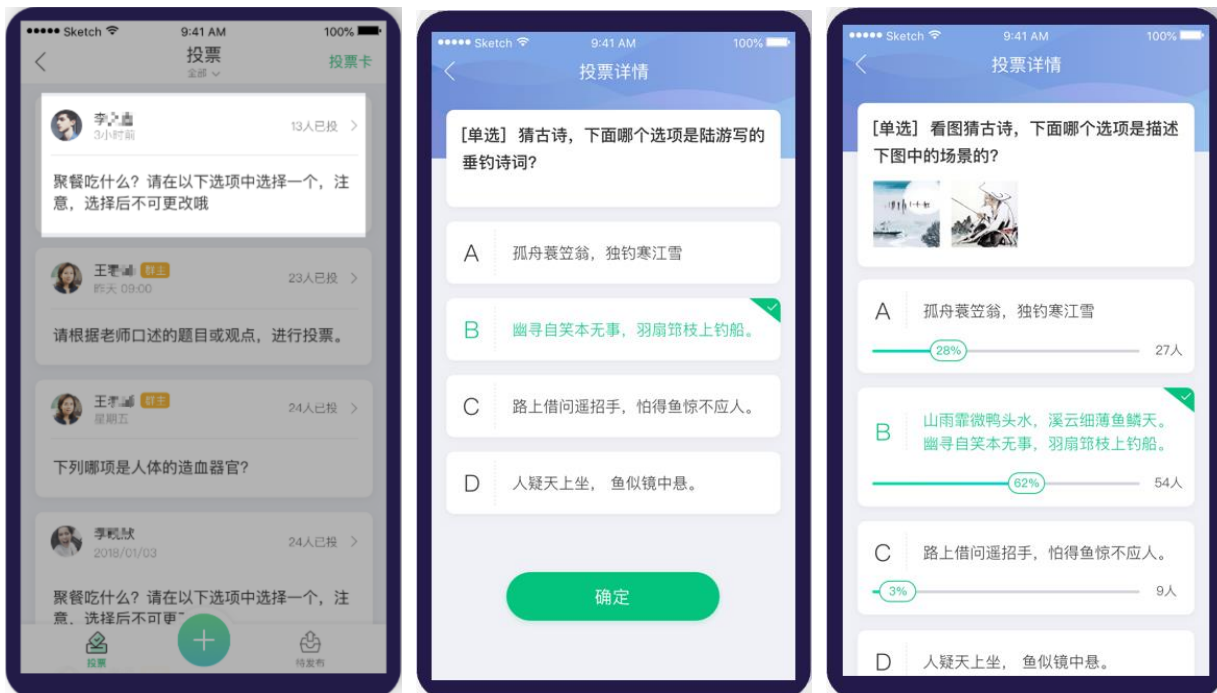 Sketch 9:41 AM 100%
投票
全部
投票卡
3小时前
13人已投
聚餐吃什么？请在以下选项中选择一个，注
意，选择后不可更改哦
群主
昨天 09:00
23人已投
请根据老师口述的题目或观点，进行投票。
群主
星期五
24人已投
下列哪项是人体的造血器官？
2018/01/03
24人已投
聚餐吃什么？请在以下选项中选择一个，注
意，选择后不可更
投票
+
待发布
Sketch 9:41 AM 100%
投票详情
[单选] 猜古诗，下面哪个选项是陆游写的
垂钓诗词？
A 孤舟蓑笠翁，独钓寒江雪
B 幽寻自笑本无事，羽扇筇枝上钓船。
C 路上借问遥招手，怕得鱼惊不应人。
D 人疑天上坐， 鱼似镜中悬。
确定
Sketch 9:41 AM 100%
投票详情
[单选] 看图猜古诗，下面哪个选项是描述
下图中的场景的？
A 孤舟蓑笠翁，独钓寒江雪
28% 27人
B 山雨霏微鸭头水，溪云细薄鱼鳞天。
幽寻自笑本无事，羽扇筇枝上钓船。
62% 54人
C 路上借问遥招手，怕得鱼惊不应人。
3% 9人
D 人疑天上坐， 鱼似镜中悬。